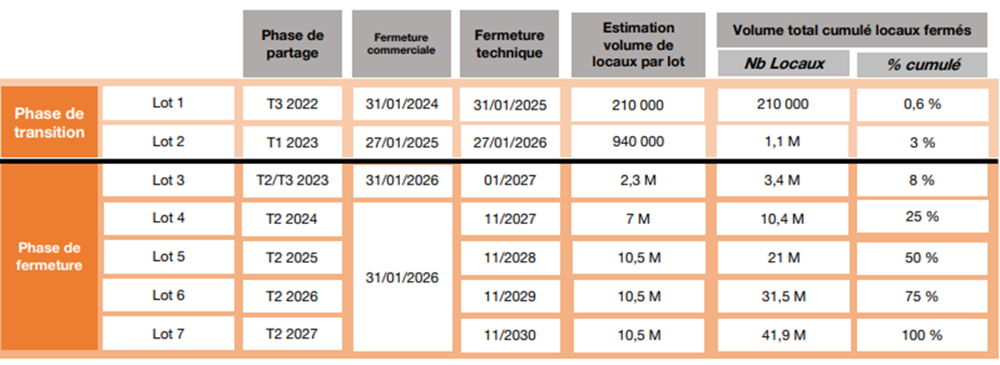 Phase de
partage
Fermeture
commerciale
Fermeture
technique
Estimation
volume de
locaux par lot
Volume total cumulé locaux fermés
Nb Locaux
% cumulé
Phase de
transition
Lot 1
T3 2022
31/01/2024
31/01/2025
210 000
210 000
0,6 %
Lot 2
T1 2023
27/01/2025
27/01/2026
940 000
1,1 M
3 %
Phase de
fermeture
Lot 3
T2/T3 2023
31/01/2026
01/2027
2,3 M
3,4 M
8 %
Lot 4
T2 2024
31/01/2026
11/2027
7 M
10,4 M
25 %
Lot 5
T2 2025
11/2028
10,5 M
21 M
50 %
Lot 6
T2 2026
11/2029
10,5 M
31,5 M
75 %
Lot 7
T2 2027
11/2030
10,5 M
41,9 M
100 %